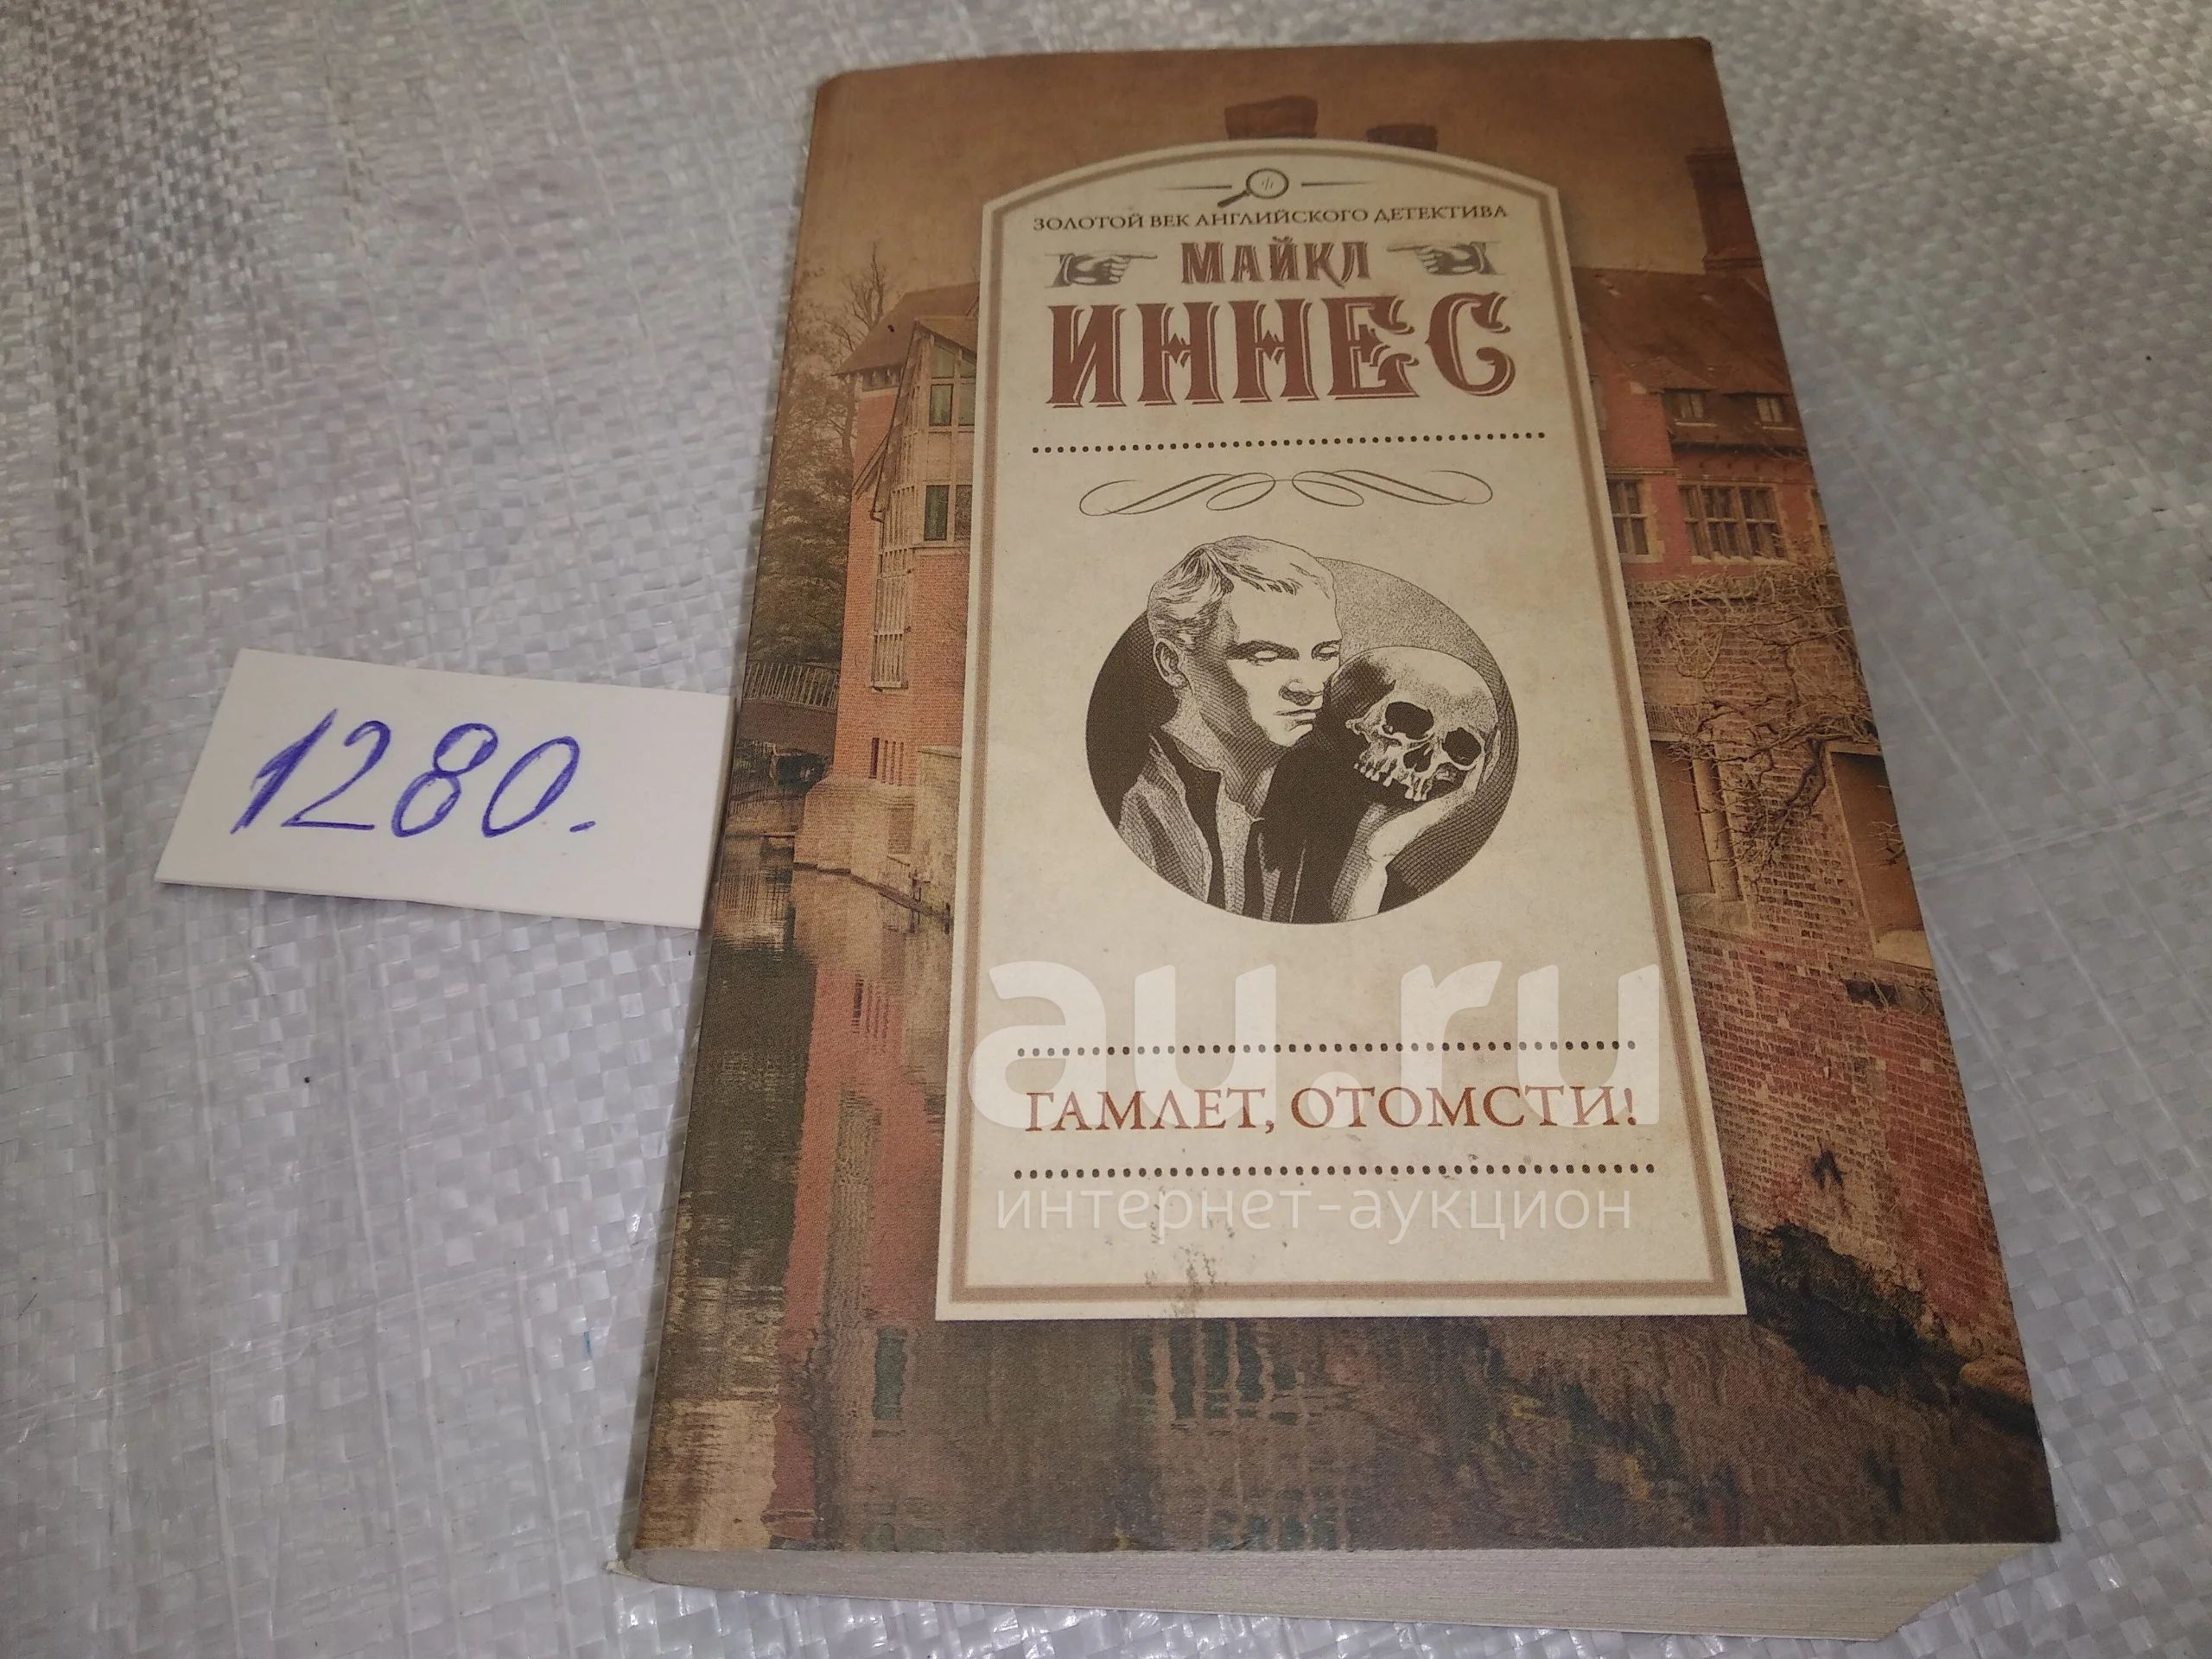 ЗОЛОТОЙ ВЕК АНГЛИЙСКОГО ДЕТЕКТИВА
МАЙКЛ
ИННЕС
1280.
au.ru
ГАМЛЕТ, ОТОМСТИ!
интернет-аукцион